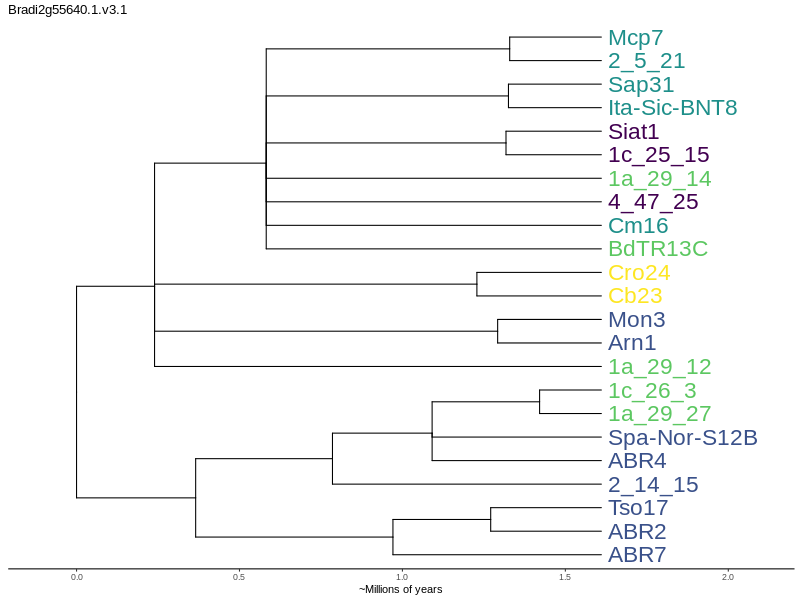 Bradi2g55640.1.v3.1
Mcp7
2_5_21
Sap31
Ita-Sic-BNT8
Siat1
1c_25_15
1a_29_14
4_47_25
Cm16
BdTR13C
Cro24
Cb23
Mon3
Arn1
1a_29_12
1c_26_3
1a_29_27
Spa-Nor-S12B
ABR4
2_14_15
Tso17
ABR2
ABR7
0.0 0.5 1.0 1.5 2.0
~Millions of years